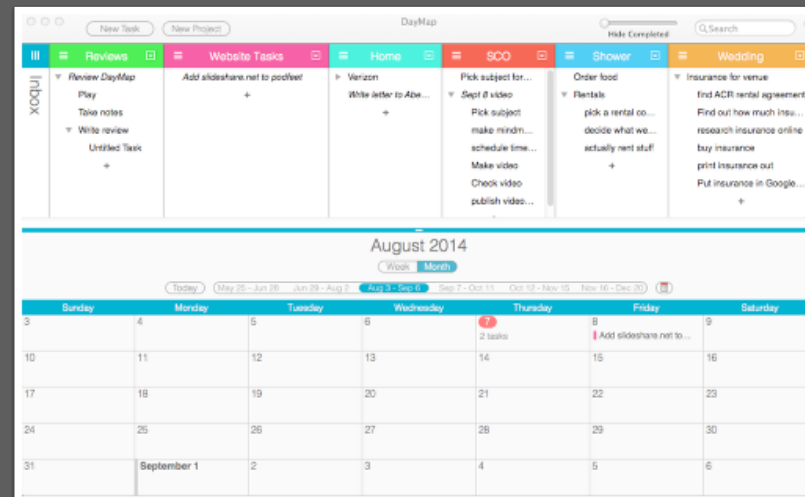 DayMap
New Task
New Project
Hide Completed
Search
Inbox
Reviews
Review DayMap
Play
Take notes
Write review
Untitled Task
+
Website Tasks
Add slideshare.net to podfeet
+
Home
Verizon
Write letter to Abe...
+
SCO
Pick subject for...
Sept 8 video
Pick subject
make mindm...
schedule time...
Make video
Check video
publish video...
Shower
Order food
Rentals
pick a rental co...
decide what we...
actually rent stuff
+
Wedding
Insurance for venue
find ACR rental agreement
Find out how much insu...
research insurance online
buy insurance
print insurance out
Put insurance in Google...
+
August 2014
Week Month
Today May 25 - Jun 28 Jun 29 - Aug 2 Aug 3 - Sep 6 Sep 7 - Oct 11 Oct 12 - Nov 15 Nov 16 - Dec 20
Sunday Monday Tuesday Wednesday Thursday Friday Saturday
3 4 5 6 7 8 9
2 tasks Add slideshare.net to...
10 11 12 13 14 15 16
17 18 19 20 21 22 23
24 25 26 27 28 29 30
31 September 1 2 3 4 5 6